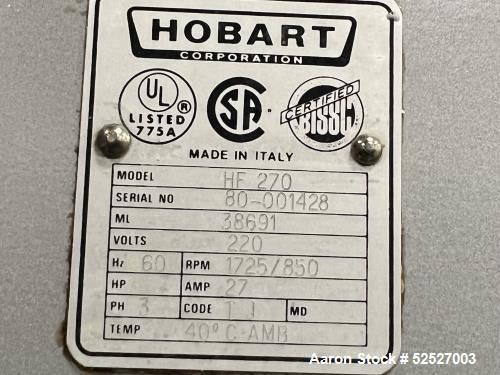 HOBART
CORPORATION
UL ®
LISTED
775A
SA
CERTIFIED
BISSC
MADE IN ITALY
MODEL HF 270
SERIAL NO 80-001428
ML 38691
VOLTS 220
Hz 60 RPM 1725/850
HP AMP 27
PH 3 CODE MD
TEMP 40° C-AMB
Aaron Stock # 52527003